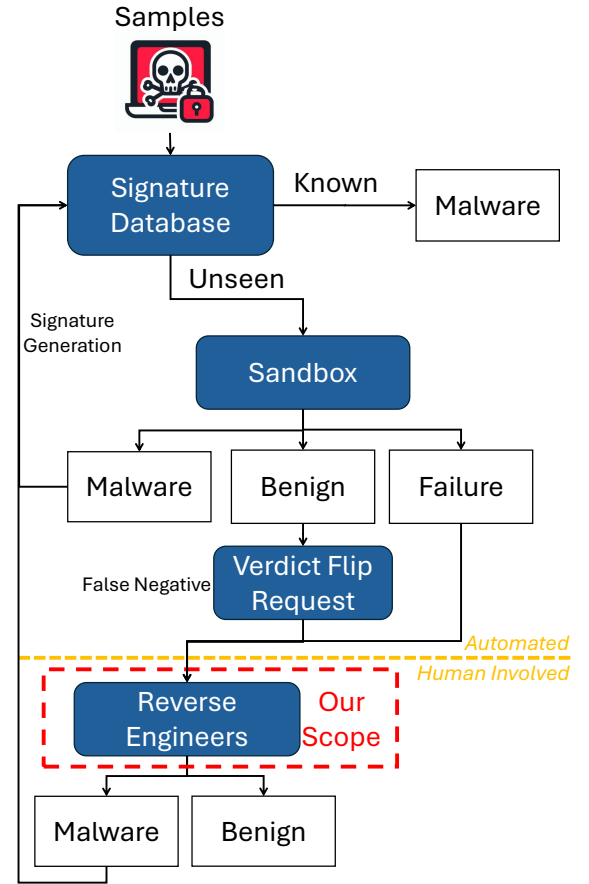 Samples
Signature
Database
Known
Malware
Unseen
Signature
Generation
Sandbox
Malware
Benign
Failure
False Negative
Verdict Flip
Request
Automated
Human Involved
Reverse
Engineers
Our
Scope
Malware
Benign